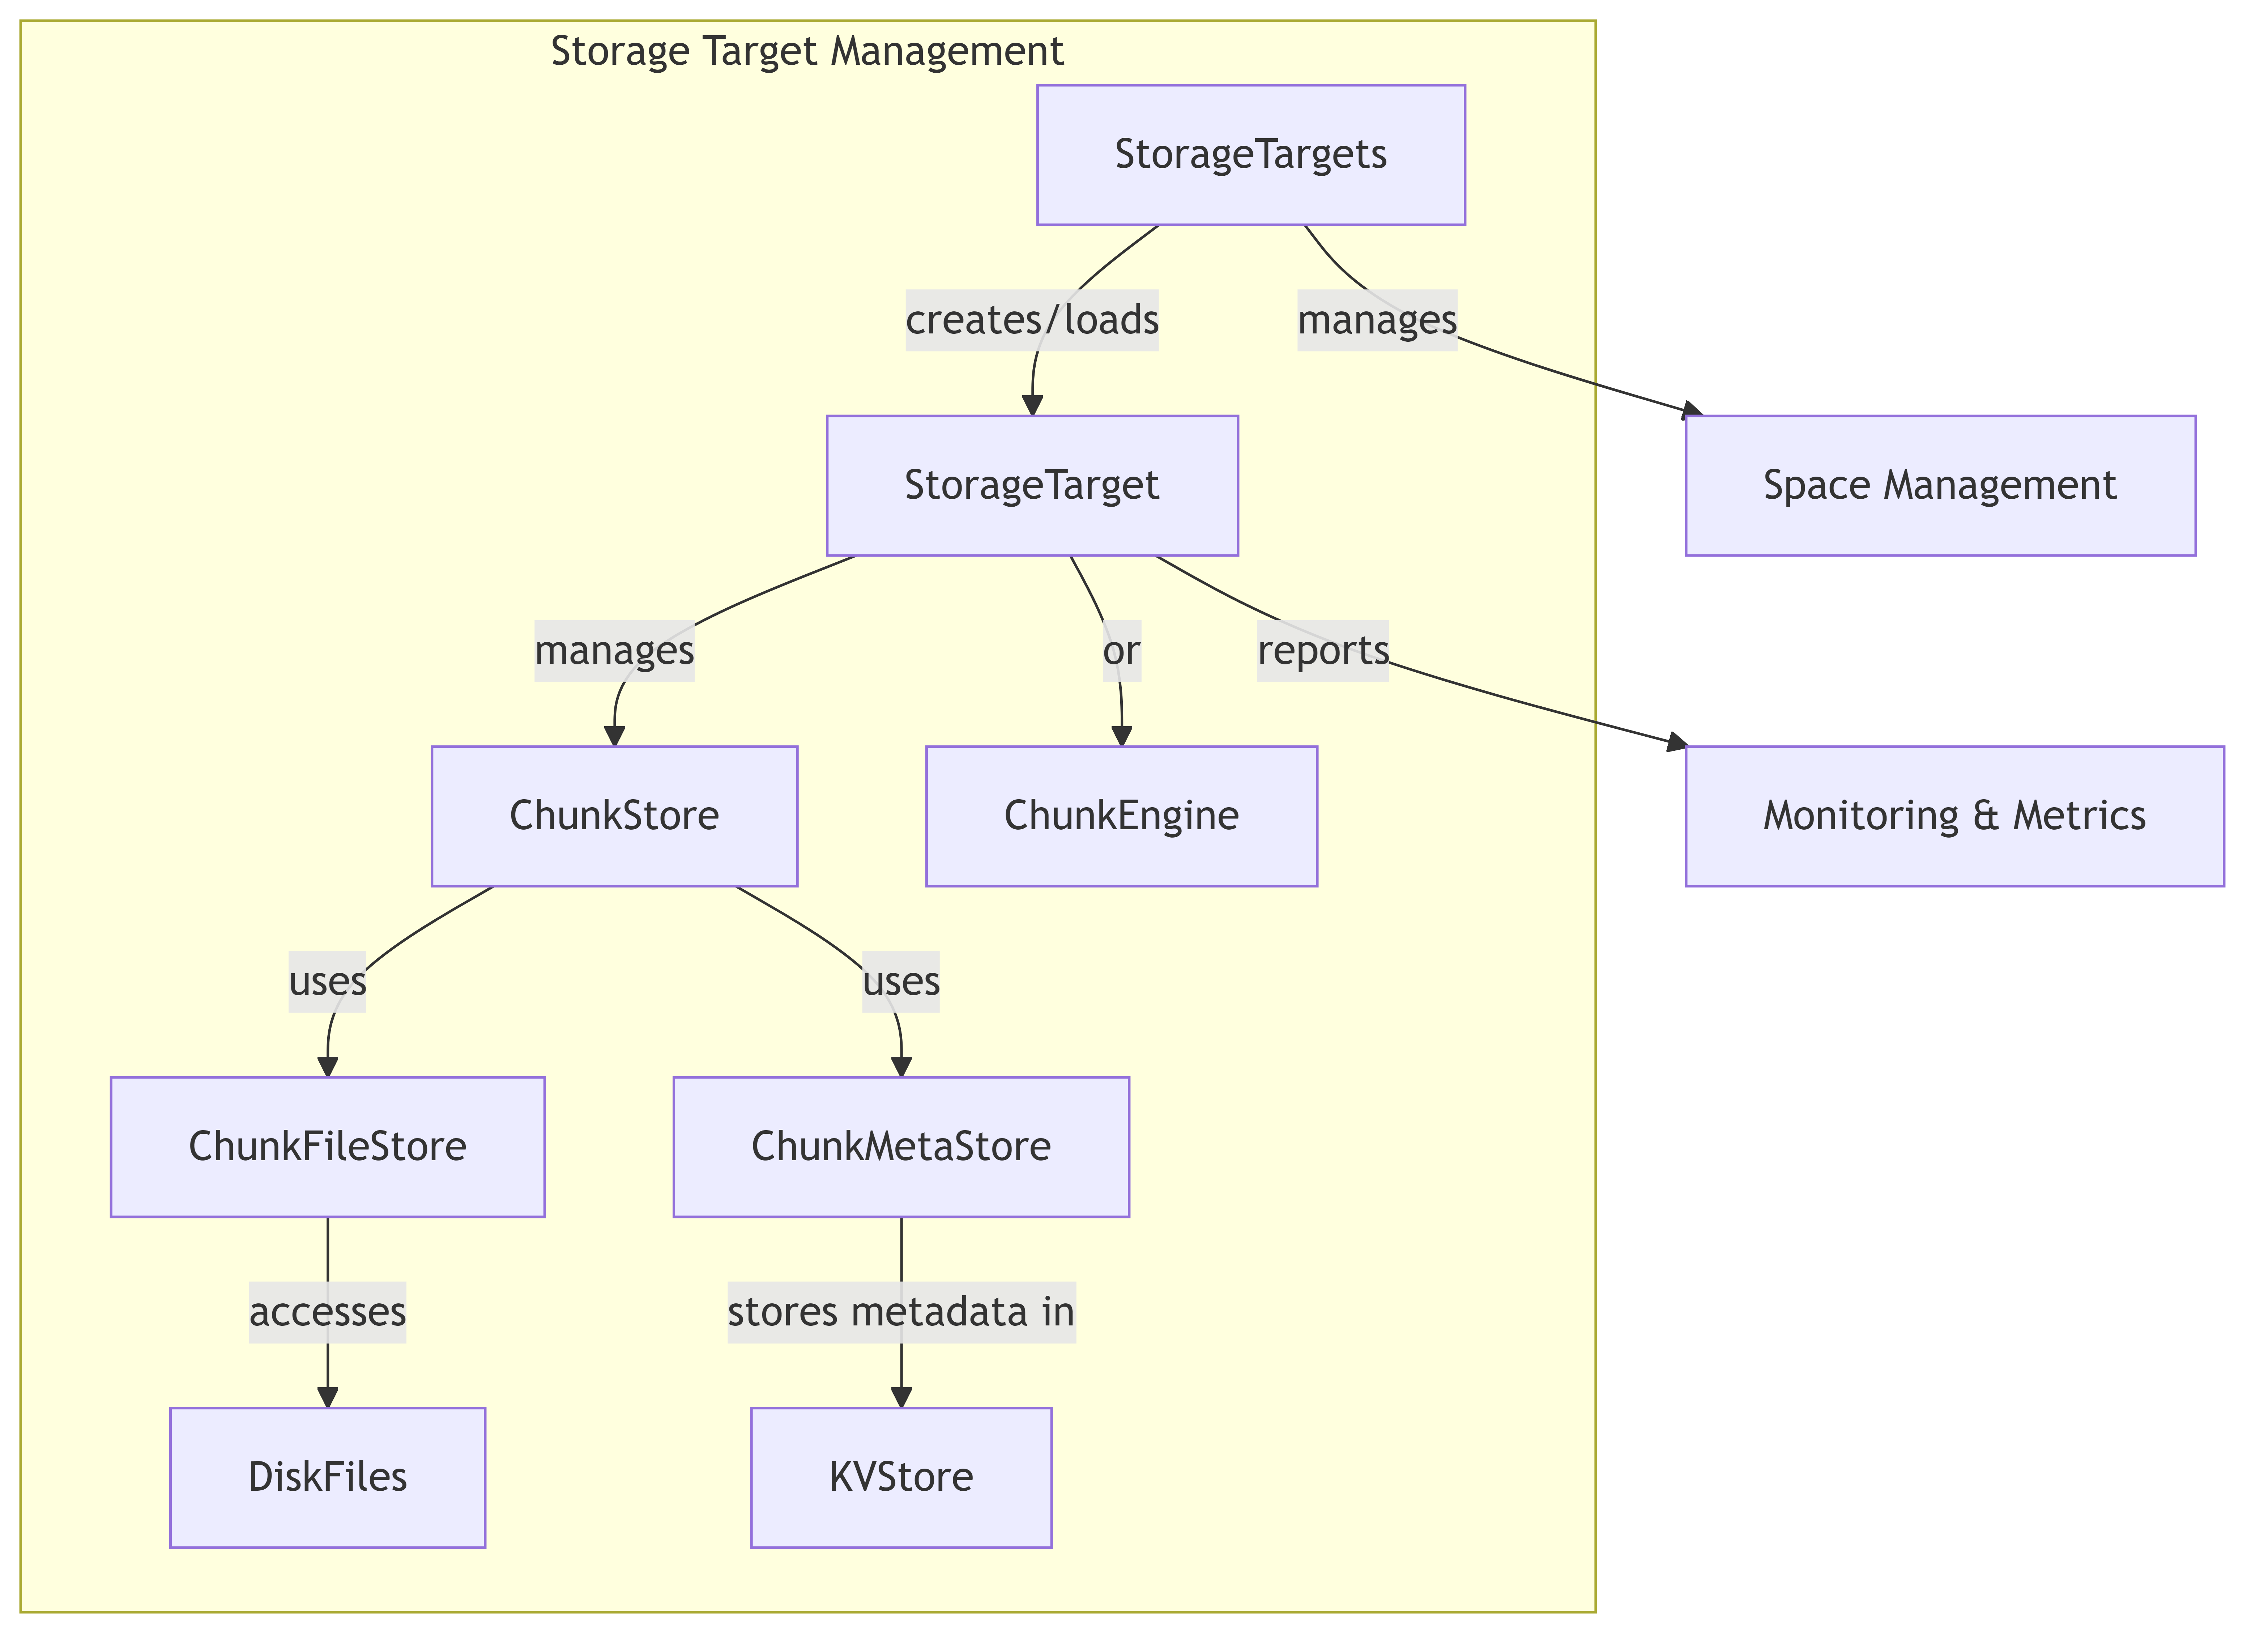 Storage Target Management
StorageTargets
creates/loads
manages
StorageTarget
Space Management
manages
or
reports
ChunkStore
ChunkEngine
Monitoring & Metrics
uses
uses
ChunkFileStore
ChunkMetaStore
accesses
stores metadata in
DiskFiles
KVStore